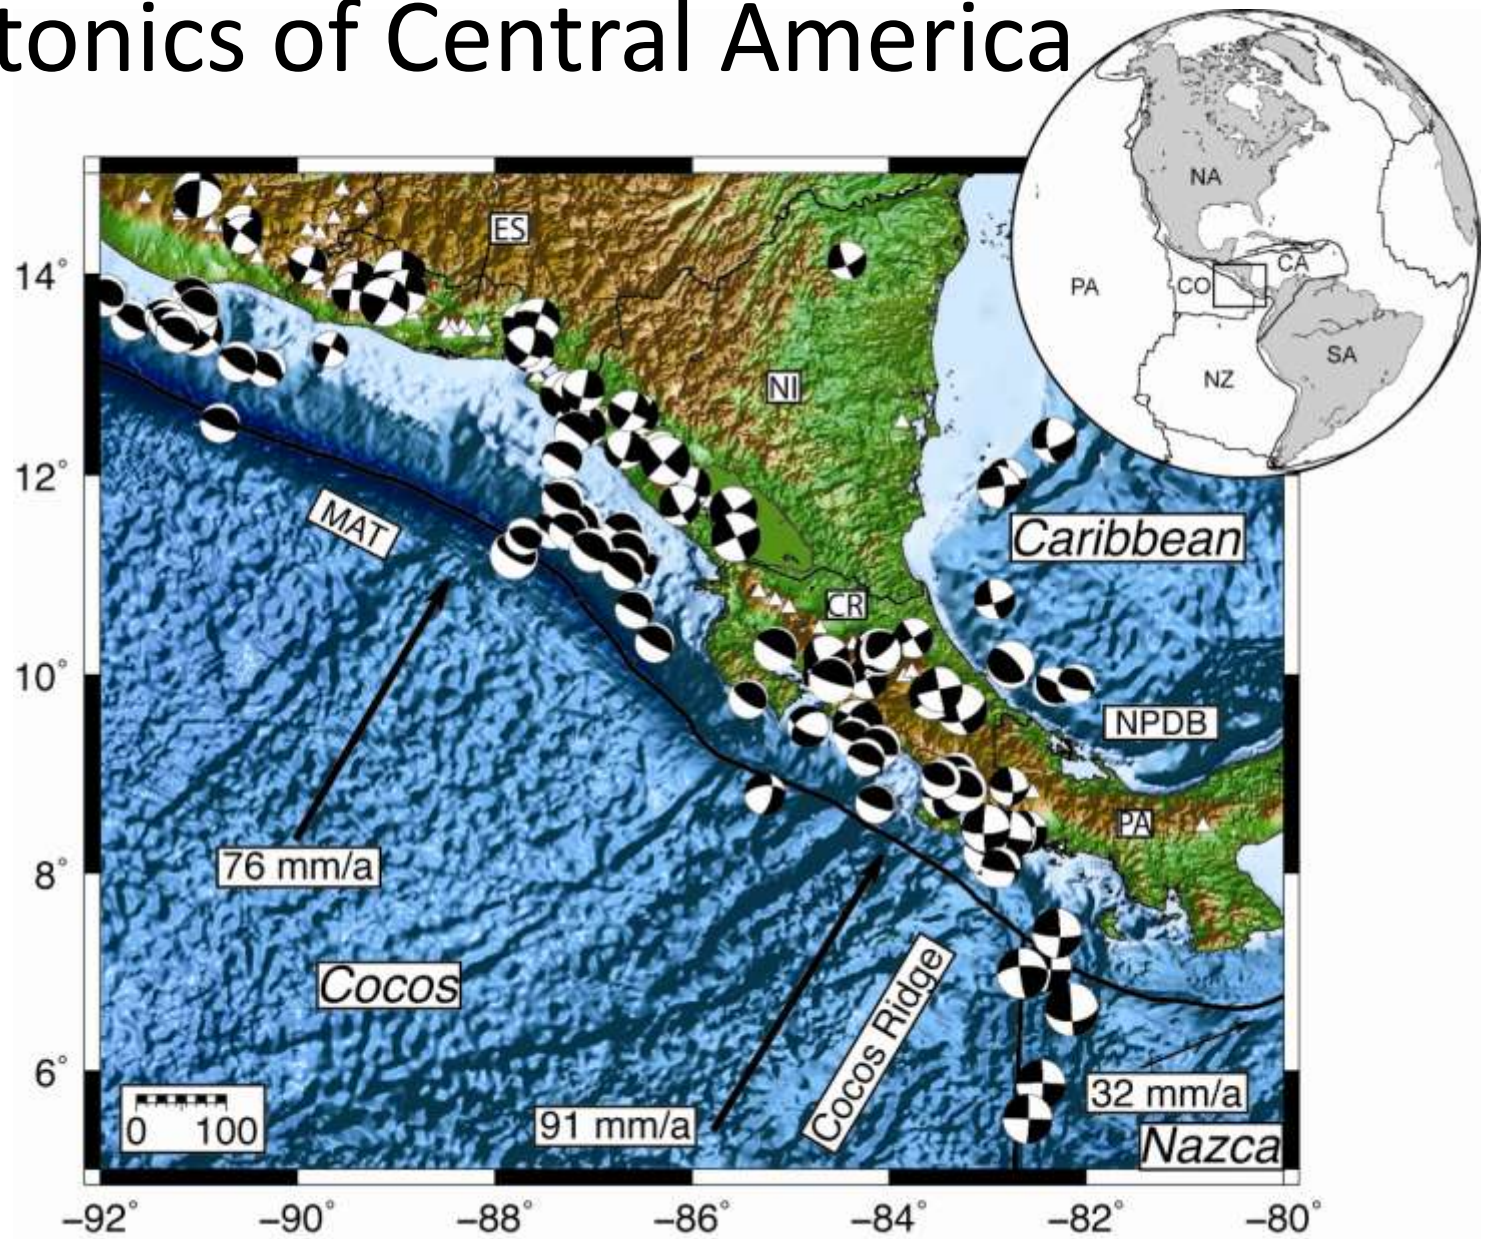 tonics of Central America
NA
CA
PA
CO
SA
NZ
ES
14°
NI
12°
MAT
Caribbean
CR
10°
NPDB
PA
76 mm/a
8°
Cocos
Cocos Ridge
6°
32 mm/a
91 mm/a
0 100
Nazca
−92° −90° −88° −86° −84° −82° −80°